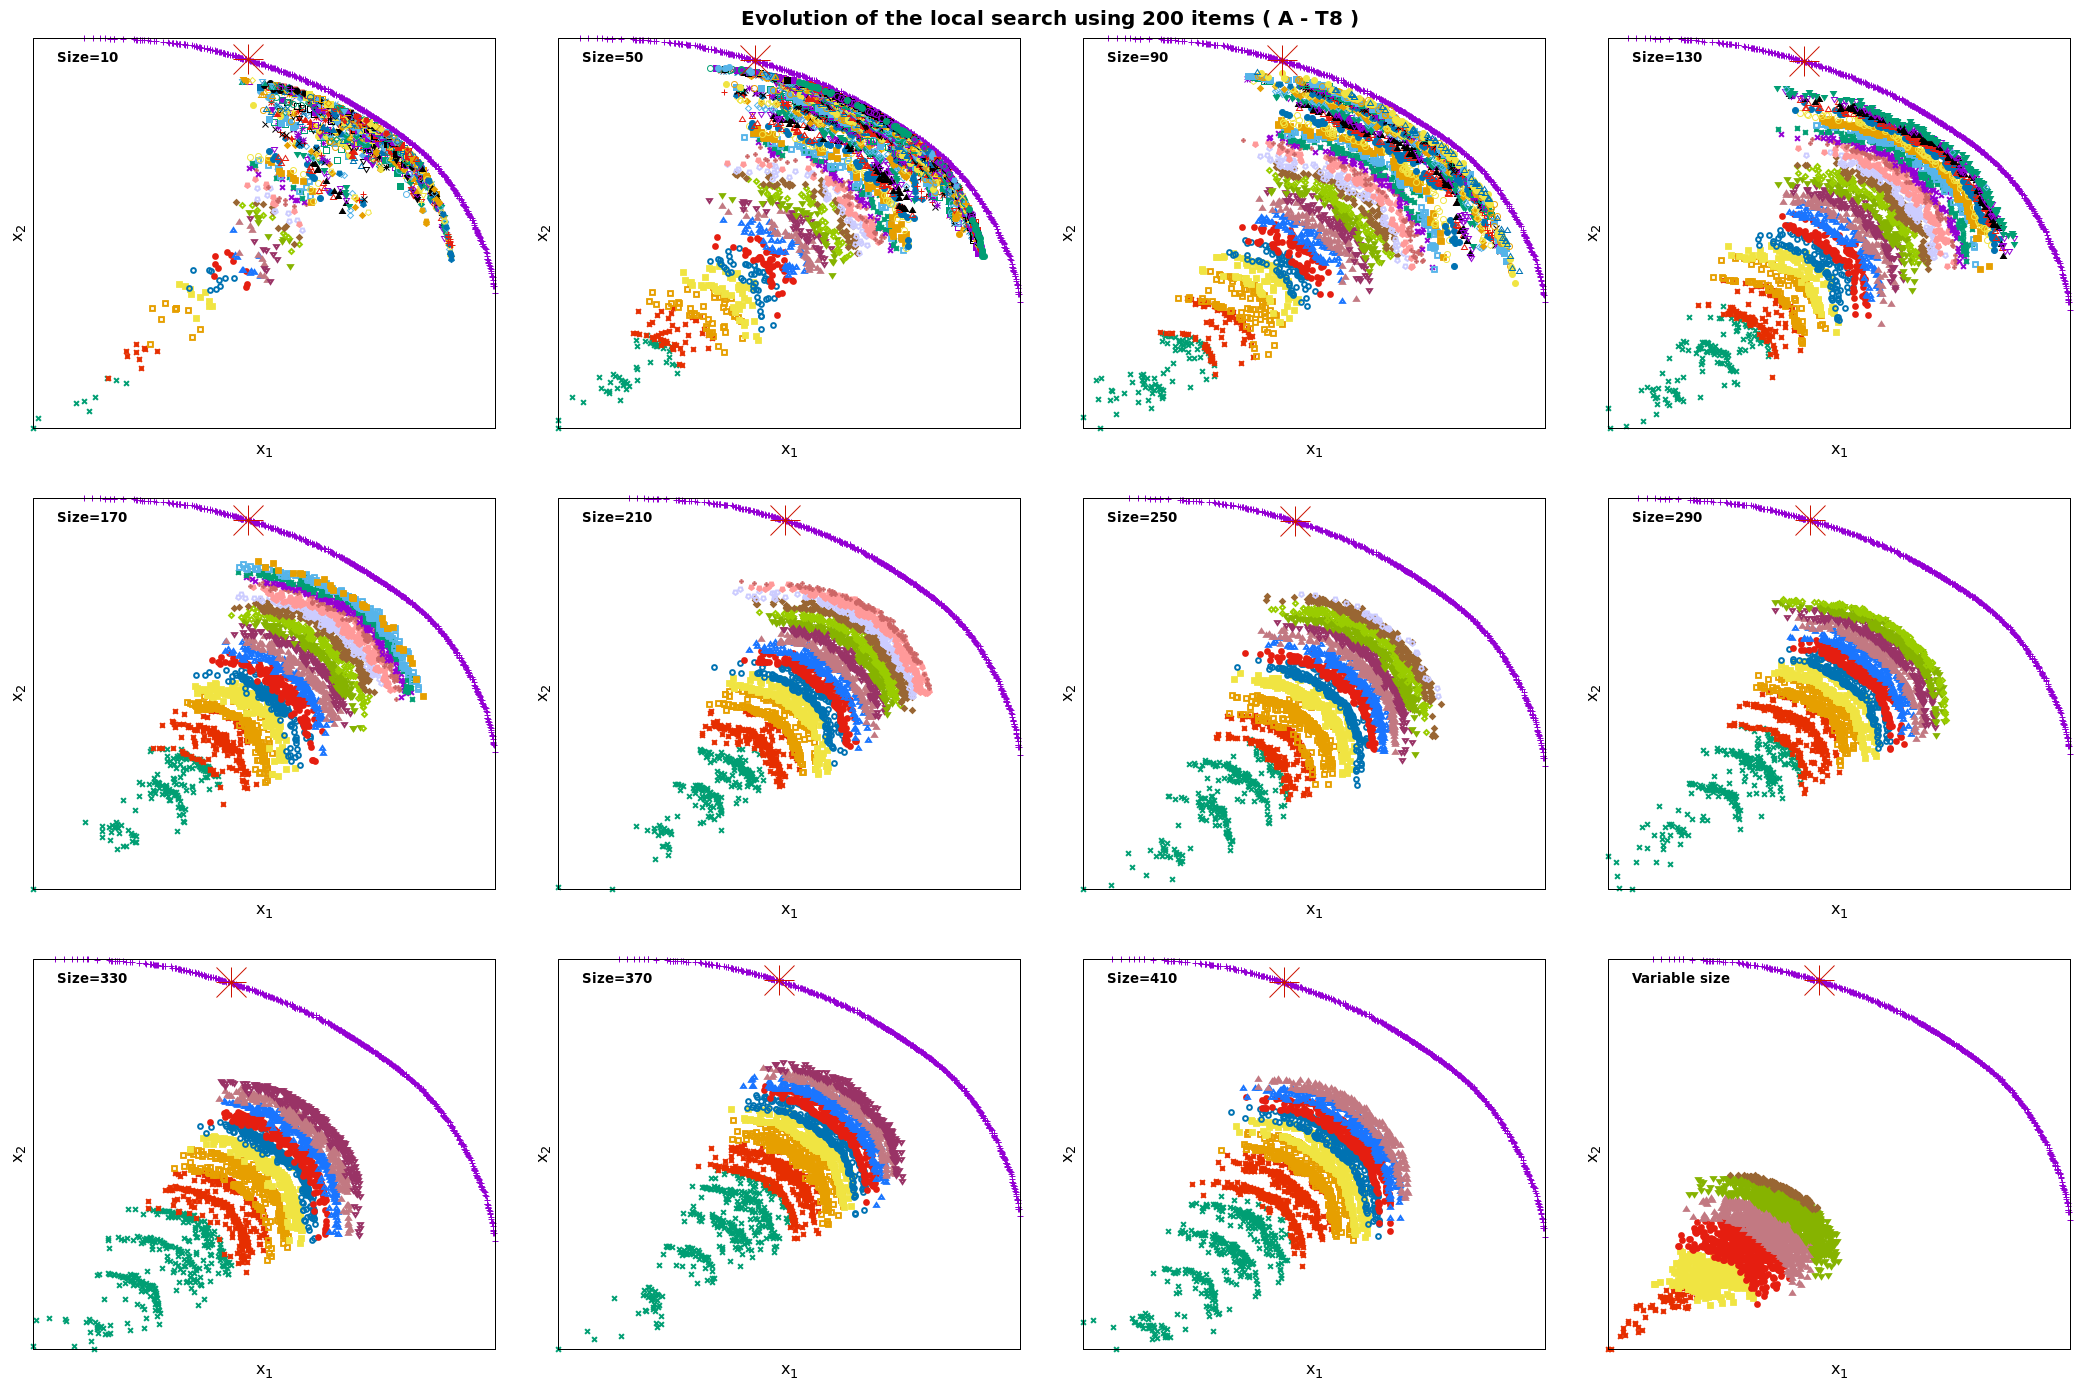 Evolution of the local search using 200 items ( A - T8 )
Size=10
Size=50
Size=90
Size=130
x2
x2
x2
x2
x1
x1
x1
x1
Size=170
Size=210
Size=250
Size=290
x2
x2
x2
x2
x1
x1
x1
x1
Size=330
Size=370
Size=410
Variable size
x2
x2
x2
x2
x1
x1
x1
x1